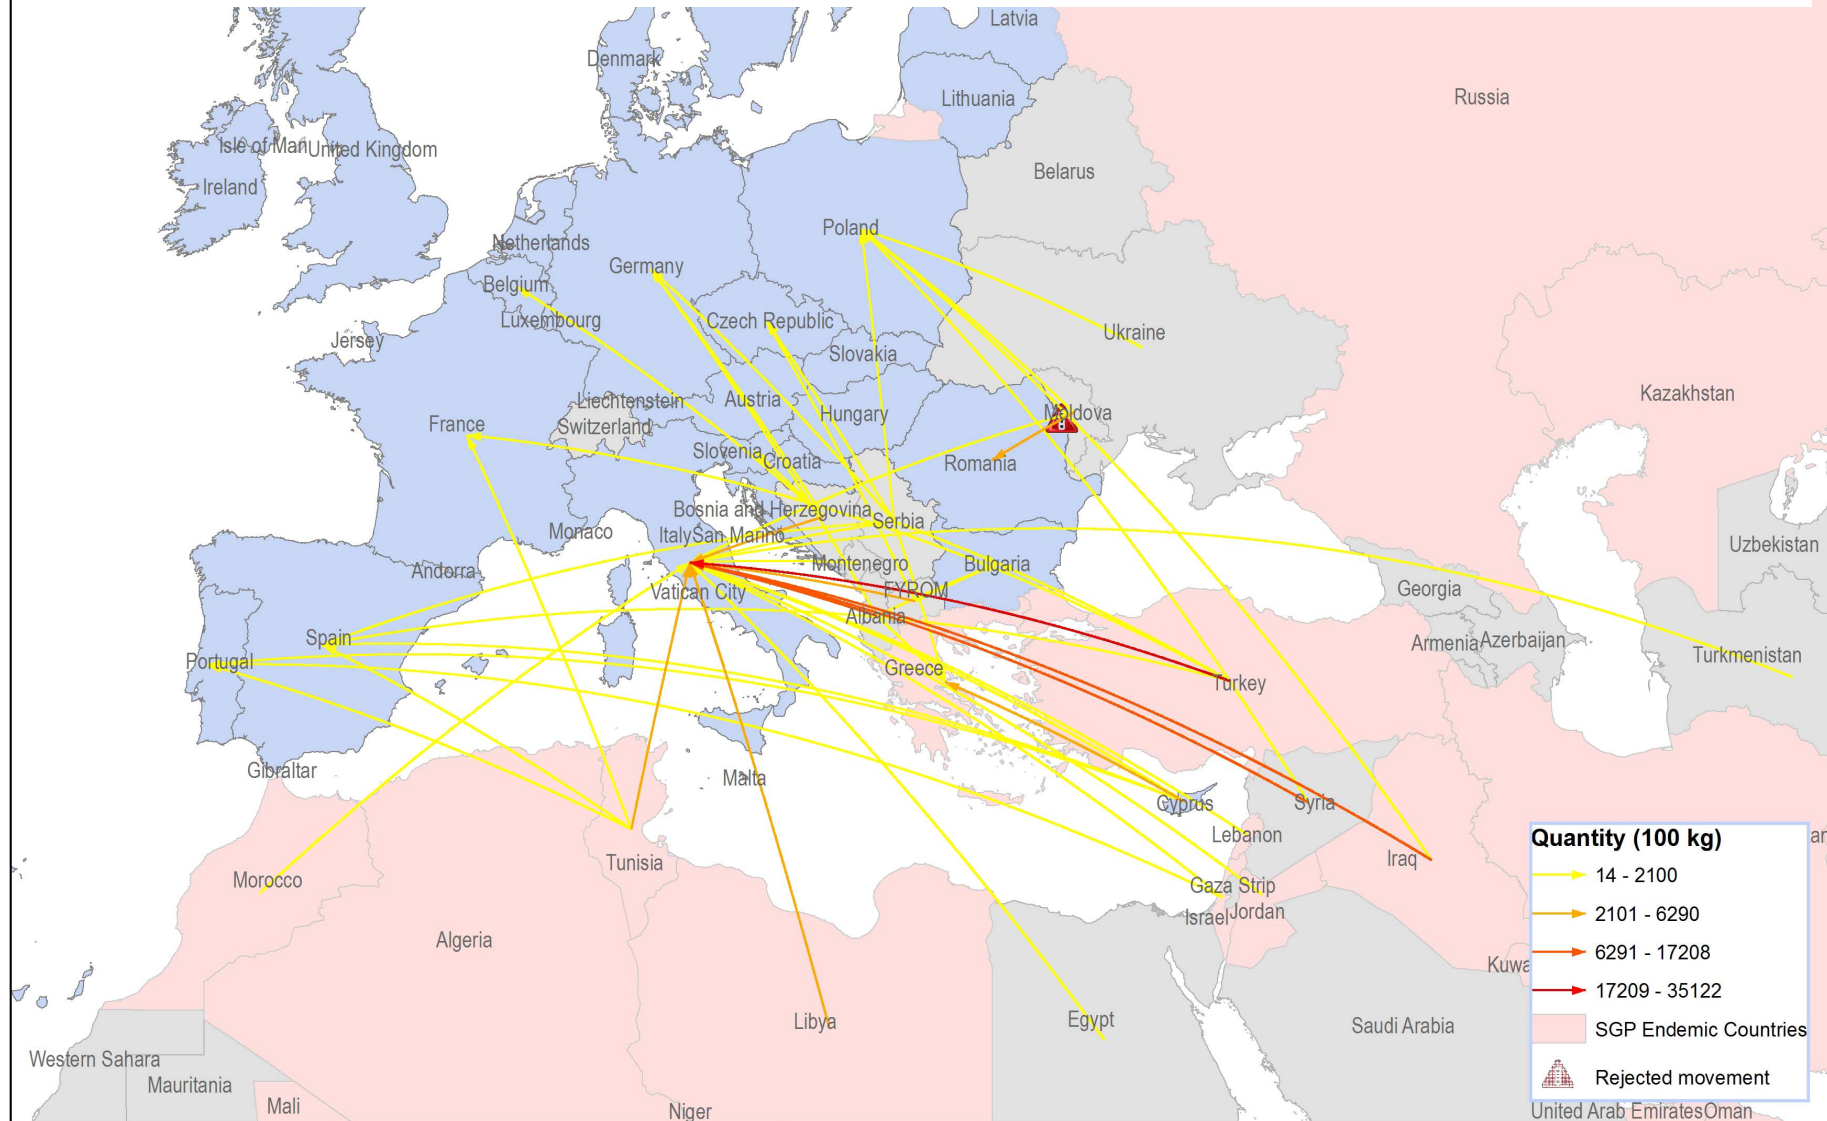 Latvia
Denmark
Lithuania
Russia
Isle of Man
United Kingdom
Ireland
Belarus
Poland
Netherlands
Germany
Belgium
Luxembourg
Czech Republic
Ukraine
Jersey
Slovakia
Kazakhstan
Liechtenstein
Austria
Hungary
Moldova
France
Switzerland
Slovenia
Croatia
Romania
Bosnia and Herzegovina
Serbia
Monaco
Italy
San Marino
Uzbekistan
Andorra
Montenegro
Bulgaria
Vatican City
FYROM
Georgia
Albania
Spain
Armenia
Azerbaijan
Portugal
Greece
Turkey
Turkmenistan
Gibraltar
Malta
Cyprus
Syria
Lebanon
Iraq
Tunisia
Morocco
Gaza Strip
Israel
Jordan
Algeria
Kuwa
Libya
Egypt
Saudi Arabia
Western Sahara
Mauritania
Mali
Niger
United Arab Emirates
Oman
an
Quantity (100 kg)
14 - 2100
2101 - 6290
6291 - 17208
17209 - 35122
SGP Endemic Countries
Rejected movement